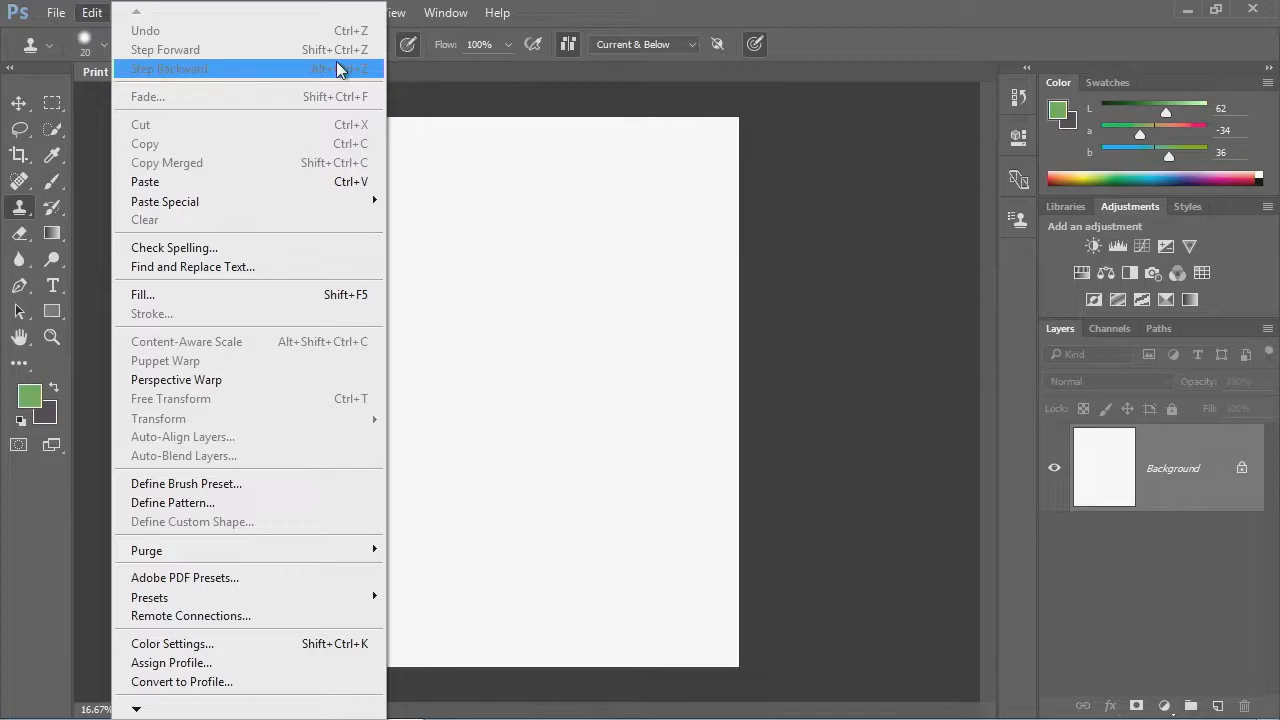 Ps File Edit View Window Help
20 Flow: 100% Current & Below
Print
Undo Ctrl+Z
Step Forward Shift+Ctrl+Z
Step Backward
Fade... Shift+Ctrl+F
Cut Ctrl+X
Copy Ctrl+C
Copy Merged Shift+Ctrl+C
Paste Ctrl+V
Paste Special
Clear
Check Spelling...
Find and Replace Text...
Fill... Shift+F5
Stroke...
Content-Aware Scale Alt+Shift+Ctrl+C
Puppet Warp
Perspective Warp
Free Transform Ctrl+T
Transform
Auto-Align Layers...
Auto-Blend Layers...
Define Brush Preset...
Define Pattern...
Define Custom Shape...
Purge
Adobe PDF Presets...
Presets
Remote Connections...
Color Settings... Shift+Ctrl+K
Assign Profile...
Convert to Profile...
16.67%
Color Swatches
L 62
a -34
b 36
Libraries Adjustments Styles
Add an adjustment
Layers Channels Paths
Kind
Normal Opacity: 100%
Lock: Fill: 100%
Background